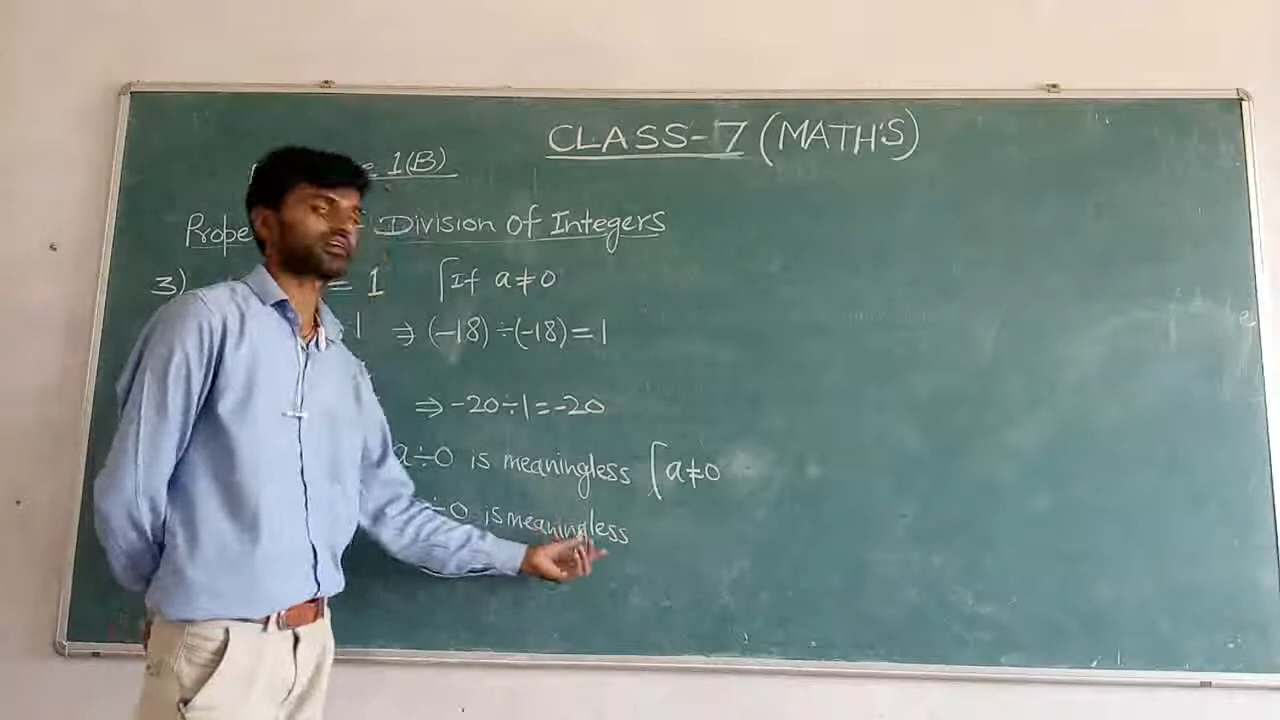 CLASS-7 (MATH'S)
1(B)
Division Of Integers
3) = 1 [If a≠0
-1 ⇒ (-18)÷(-18)=1
⇒ -20÷1=-20
a÷0 is meaningless [a≠0
÷0 is meaningless